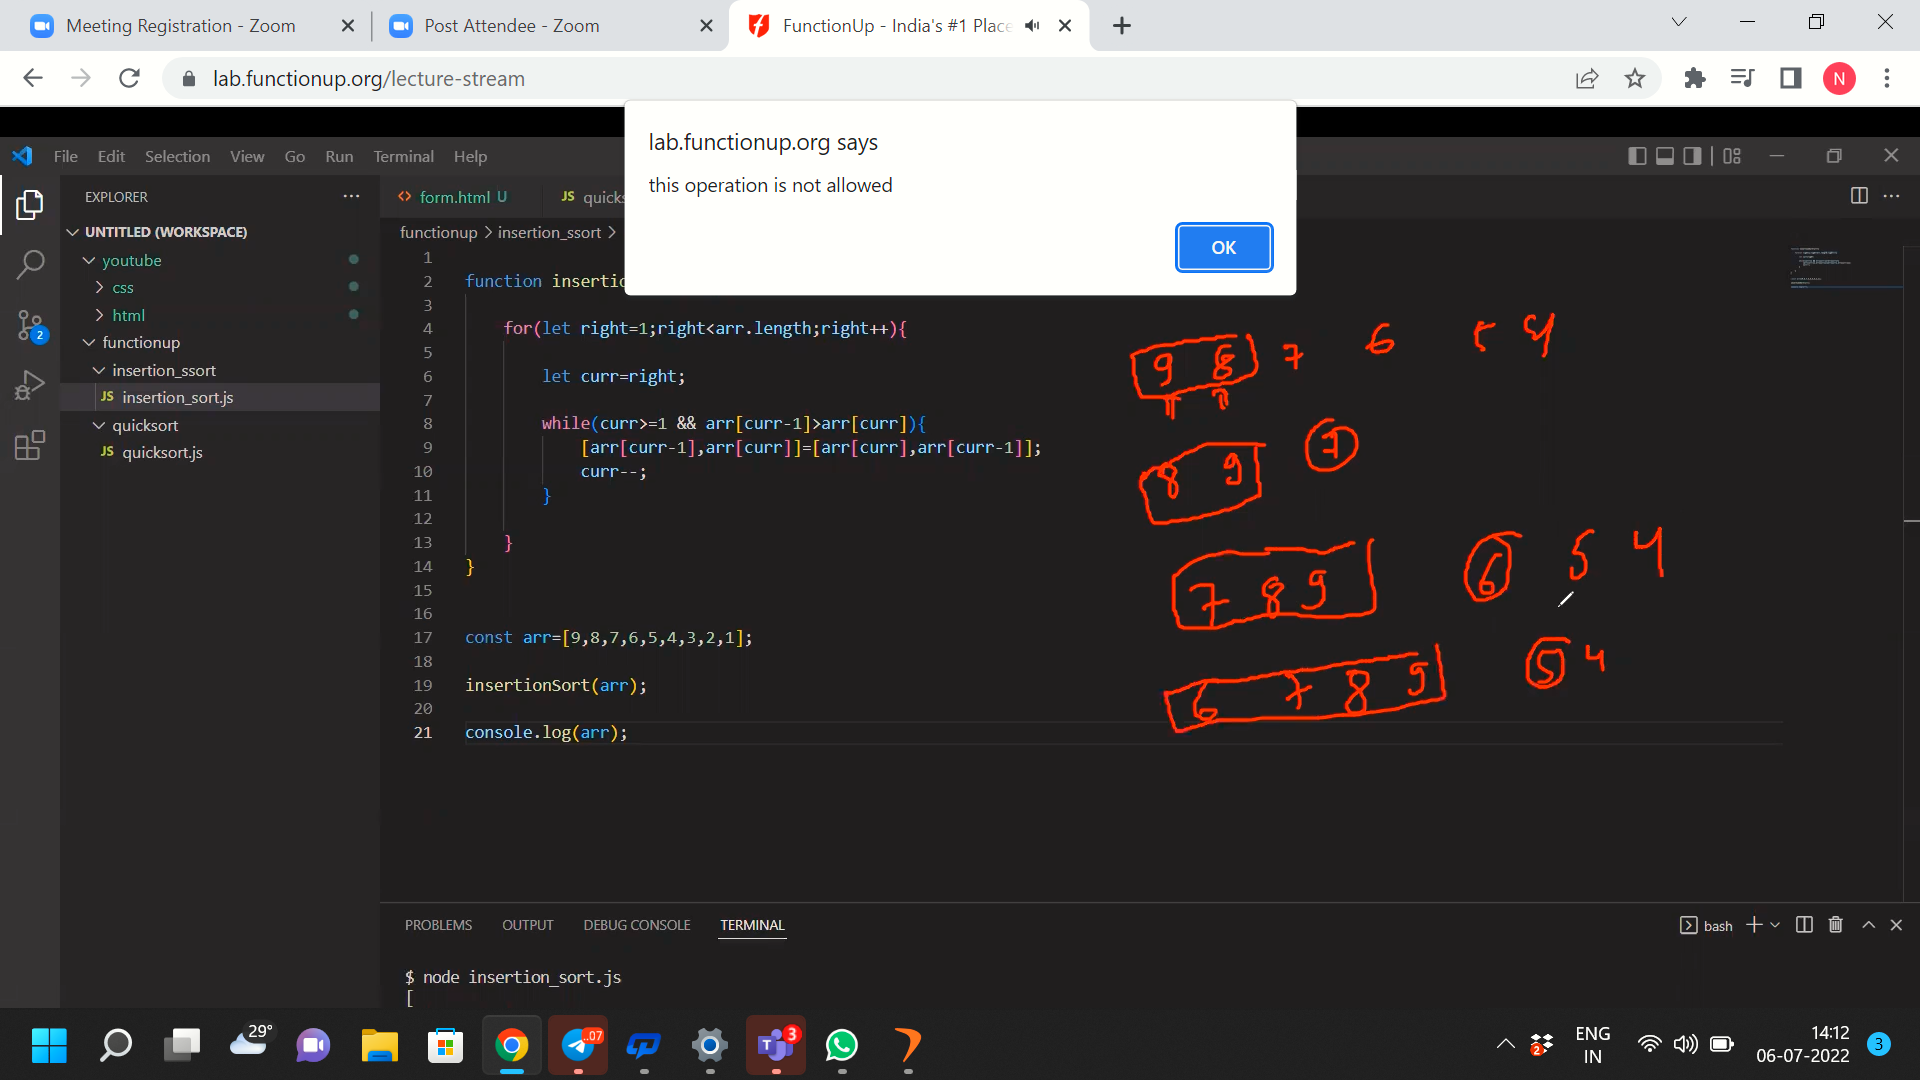 Meeting Registration - Zoom
Post Attendee - Zoom
FunctionUp - India's #1 Place
lab.functionup.org/lecture-stream
N
lab.functionup.org says
this operation is not allowed
OK
File Edit Selection View Go Run Terminal Help
EXPLORER
UNTITLED (WORKSPACE)
youtube
css
html
functionup
insertion_ssort
JS insertion_sort.js
quicksort
JS quicksort.js
2
form.html U
JS quicks
functionup > insertion_ssort >
1
2 function insertio
3
4 for(let right=1;right<arr.length;right++){
5
6 let curr=right;
7
8 while(curr>=1 && arr[curr-1]>arr[curr]){
9 [arr[curr-1],arr[curr]]=[arr[curr],arr[curr-1]];
10 curr--;
11 }
12
13 }
14 }
15
16
17 const arr=[9,8,7,6,5,4,3,2,1];
18
19 insertionSort(arr);
20
21 console.log(arr);
9 8 7 6 5 4
8 9 7
7 8 9 6 5 4
6 7 8 9 5 4
PROBLEMS OUTPUT DEBUG CONSOLE TERMINAL
bash
$ node insertion_sort.js
[
29°
..07
3
2
ENG
IN
14:12
06-07-2022
3